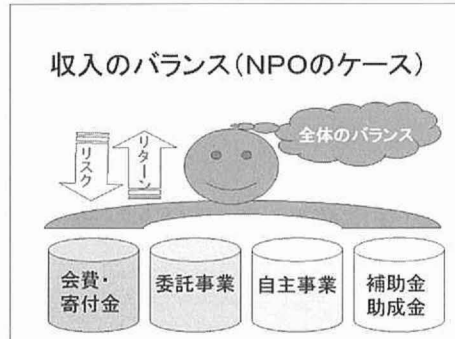 収入のバランス（NPOのケース）
全体のバランス
リスク
リターン
会費・
寄付金
委託事業
自主事業
補助金
助成金